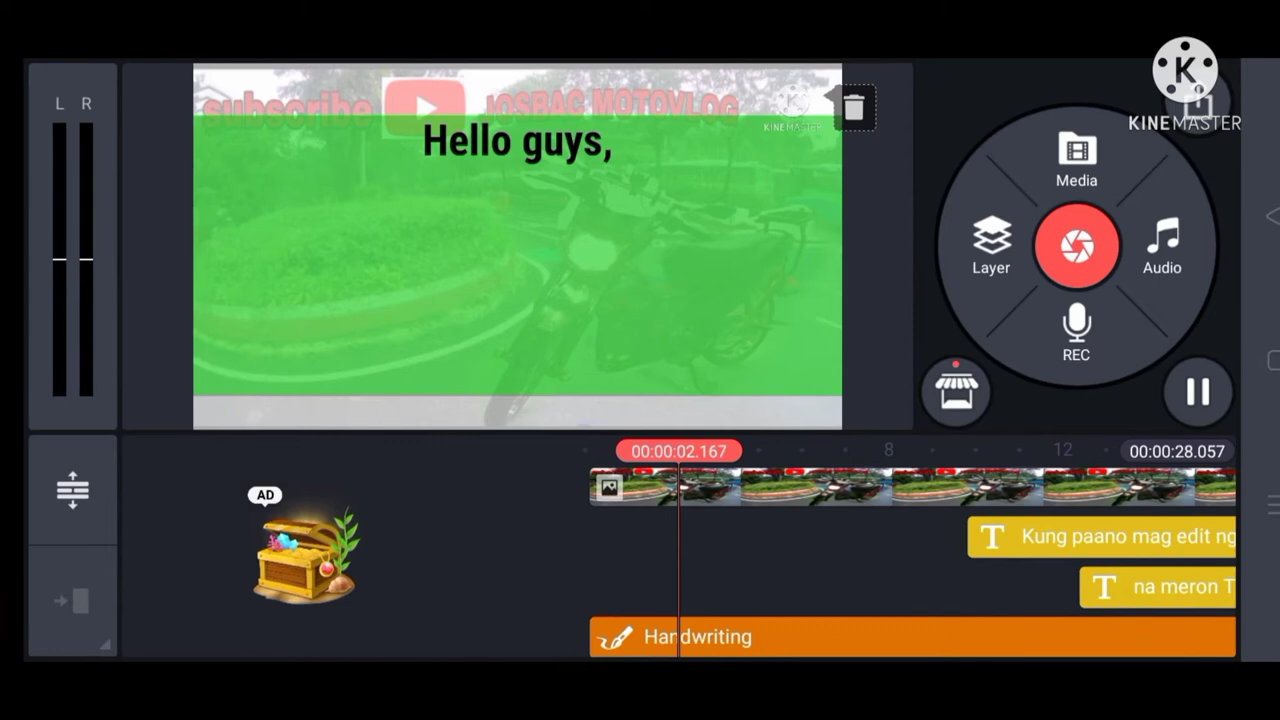 L R
subscribe JOSBAC MOTOVLOG
KINEMASTER
Hello guys,
KINEMASTER
Media
Layer
Audio
REC
00:00:02.167
8
12
00:00:28.057
AD
Kung paano mag edit ng
na meron T
Handwriting